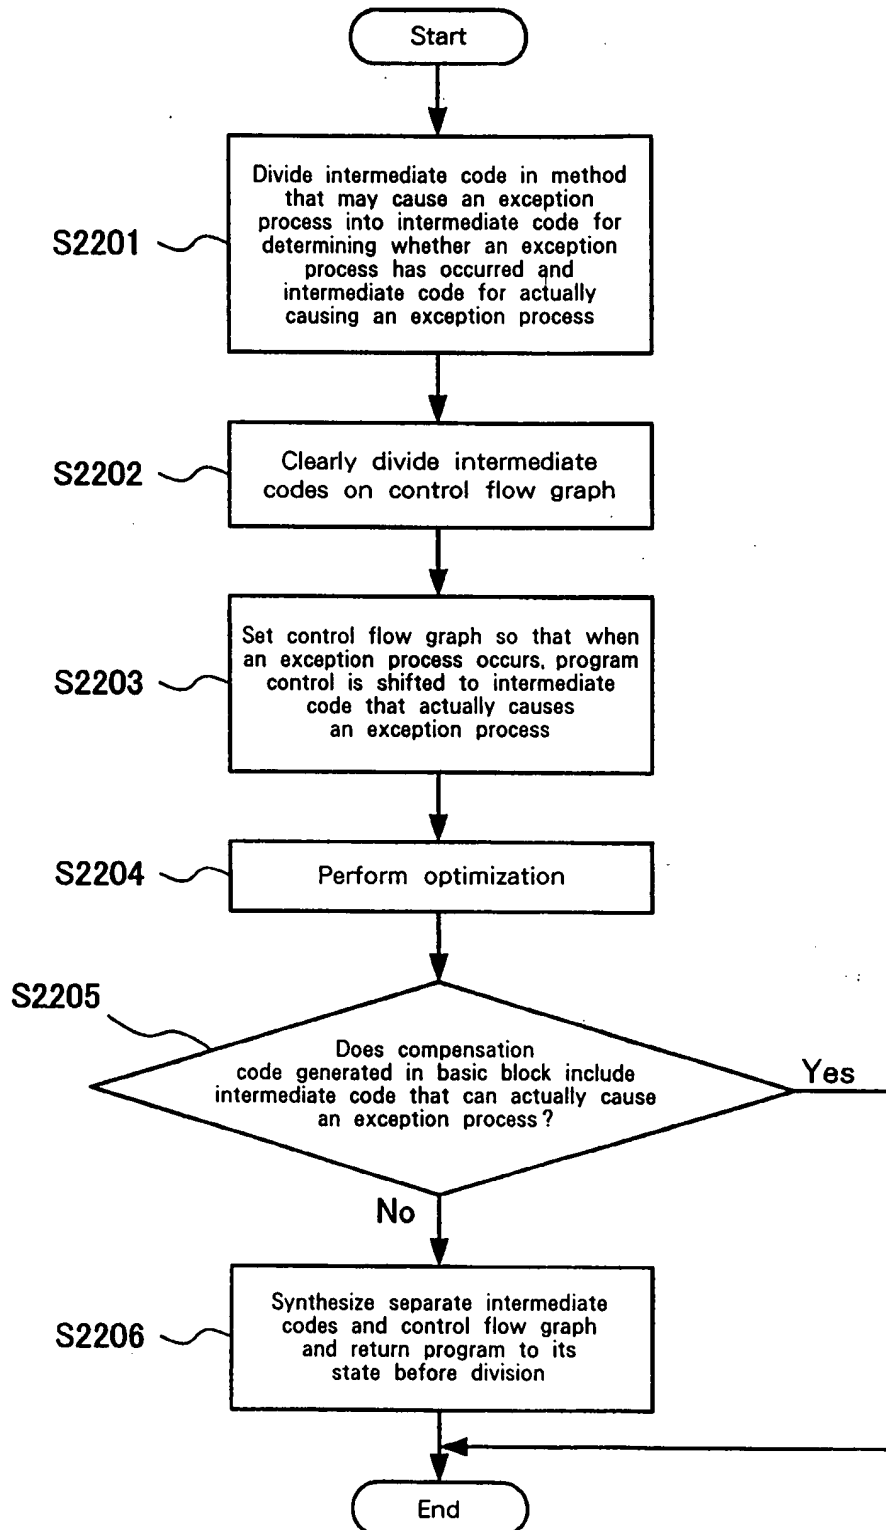 Start
S2201
Divide intermediate code in method
that may cause an exception
process into intermediate code for
determining whether an exception
process has occurred and
intermediate code for actually
causing an exception process
S2202
Clearly divide intermediate
codes on control flow graph
S2203
Set control flow graph so that when
an exception process occurs, program
control is shifted to intermediate
code that actually causes
an exception process
S2204
Perform optimization
S2205
Does compensation
code generated in basic block include
intermediate code that can actually cause
an exception process?
Yes
No
S2206
Synthesize separate intermediate
codes and control flow graph
and return program to its
state before division
End